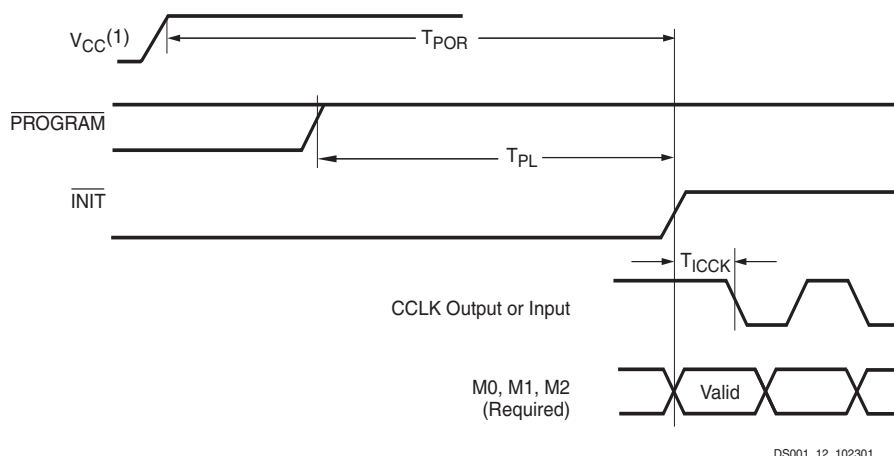 VCC(1)
TPOR
PROGRAM
TPL
INIT
TICCK
CCLK Output or Input
M0, M1, M2
(Required)
Valid
DS001_12_102301